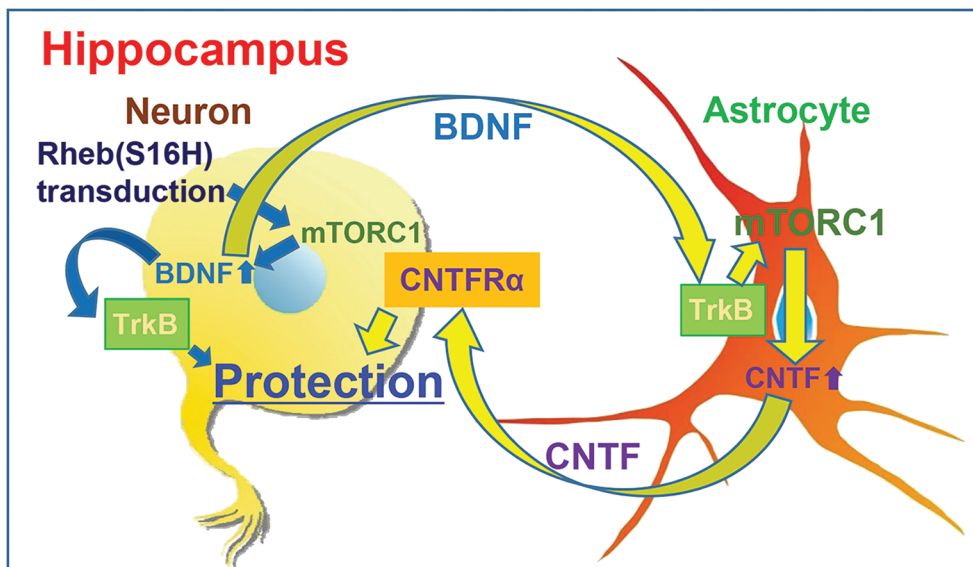 Hippocampus
Neuron
Rheb(S16H)
transduction
mTORC1
BDNF
TrkB
Protection
CNTFRα
BDNF
Astrocyte
TrkB
mTORC1
CNTF
CNTF